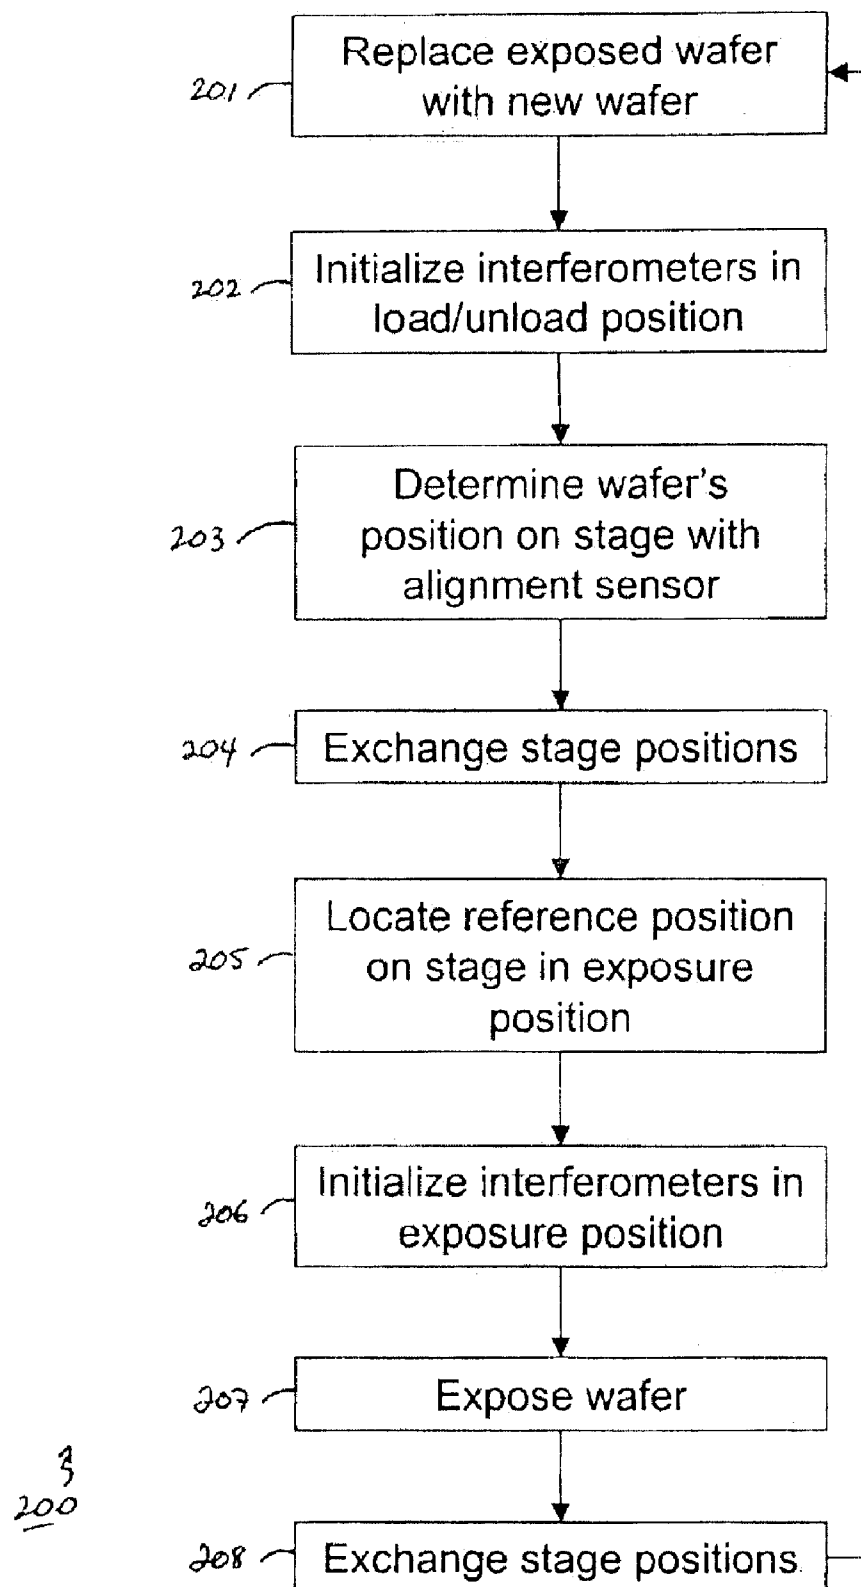 Replace exposed wafer
with new wafer
201
Initialize interferometers in
load/unload position
202
Determine wafer's
position on stage with
alignment sensor
203
Exchange stage positions
204
Locate reference position
on stage in exposure
position
205
Initialize interferometers in
exposure position
206
Expose wafer
207
Exchange stage positions
208
200